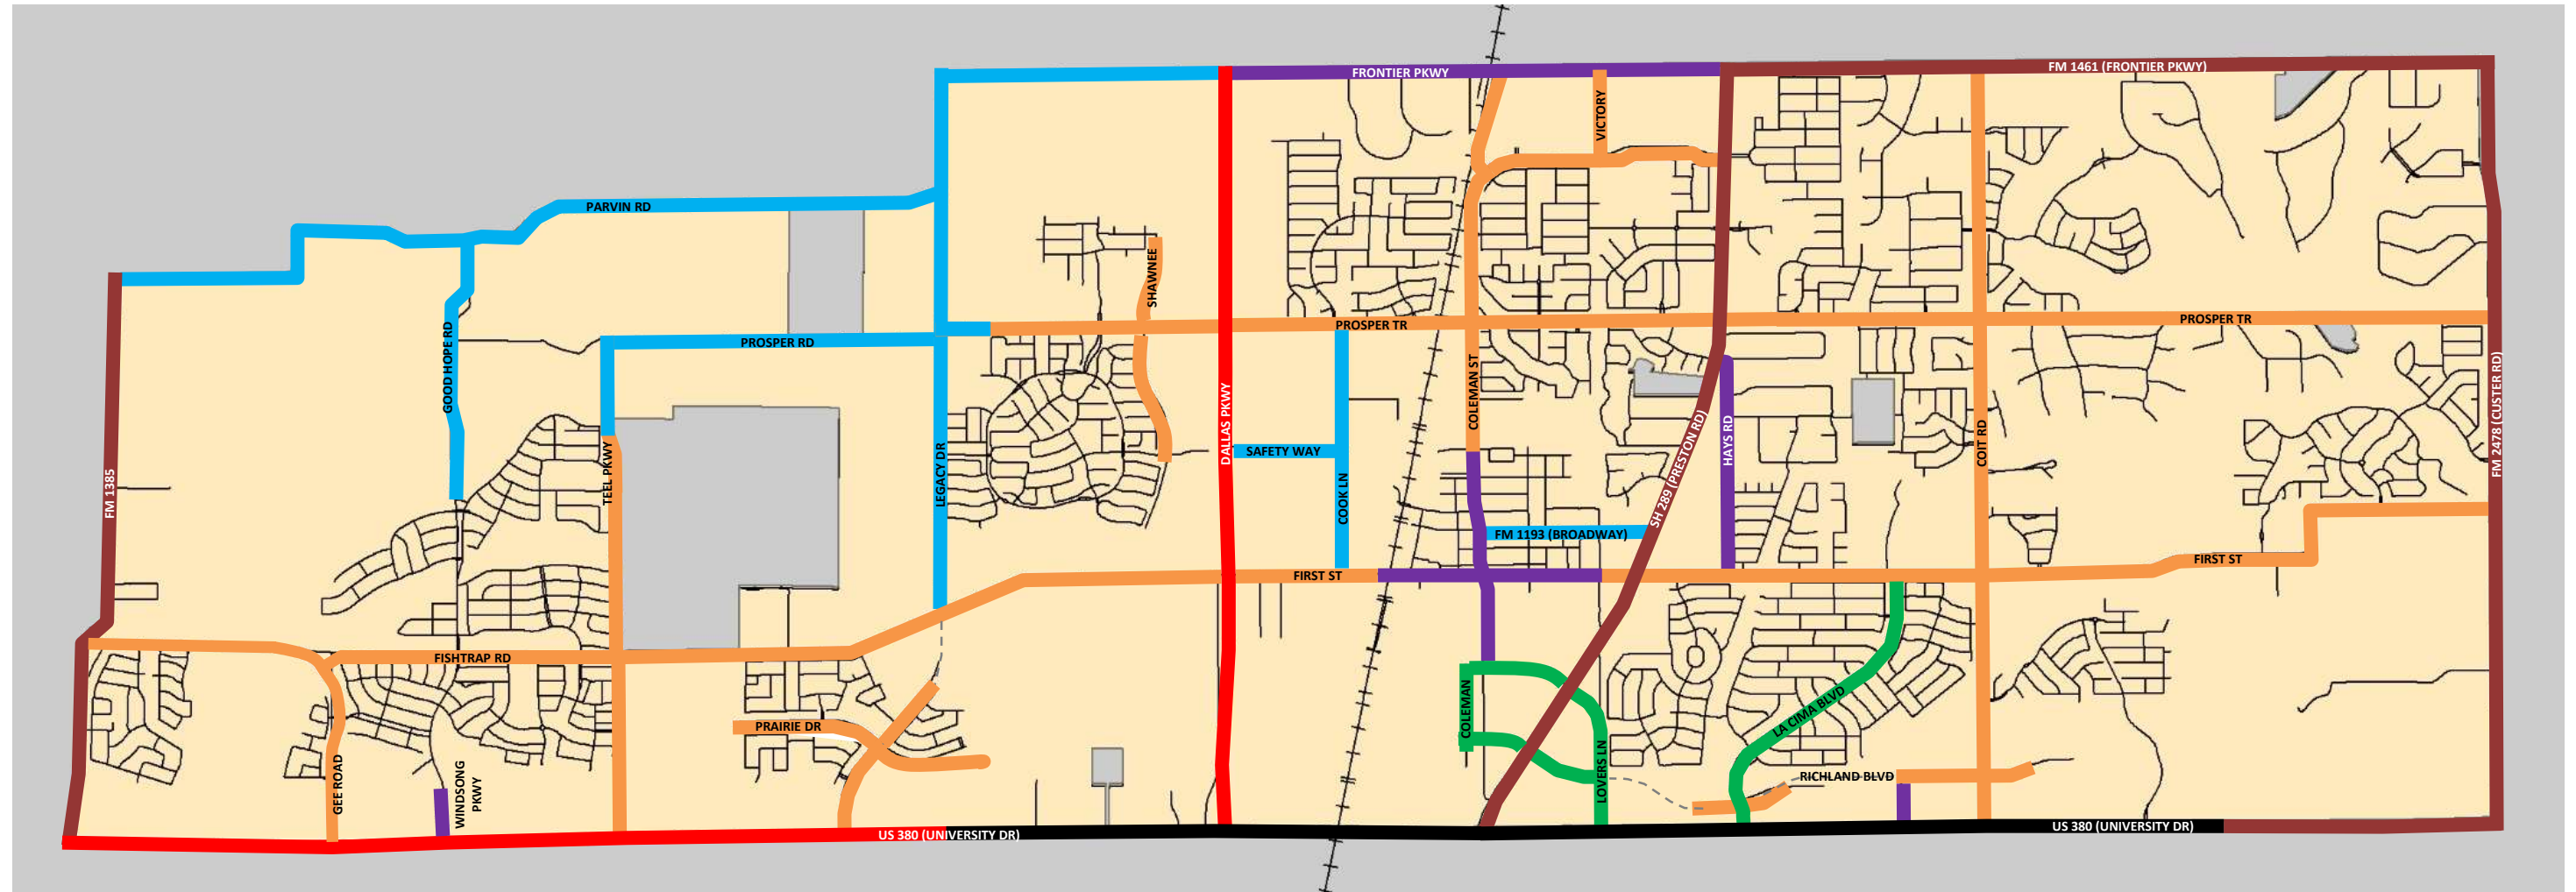 FRONTIER PKWY
FM 1461 (FRONTIER PKWY)
VICTORY
PARVIN RD
SHAWNEE
PROSPER TR
PROSPER TR
PROSPER RD
GOOD HOPE RD
COLEMAN ST
DALLAS PKWY
FM 2478 (CUSTER RD)
HAYS RD
COIT RD
SAFETY WAY
SH 289 (PRESTON RD)
TEEL PKWY
LEGACY DR
COOK LN
FM 1385
FM 1193 (BROADWAY)
FIRST ST
FIRST ST
FISHTRAP RD
COLEMAN
LA CIMA BLVD
PRAIRIE DR
LOVERS LN
RICHLAND BLVD
GEE ROAD
WINDSONG
PKWY
US 380 (UNIVERSITY DR)
US 380 (UNIVERSITY DR)